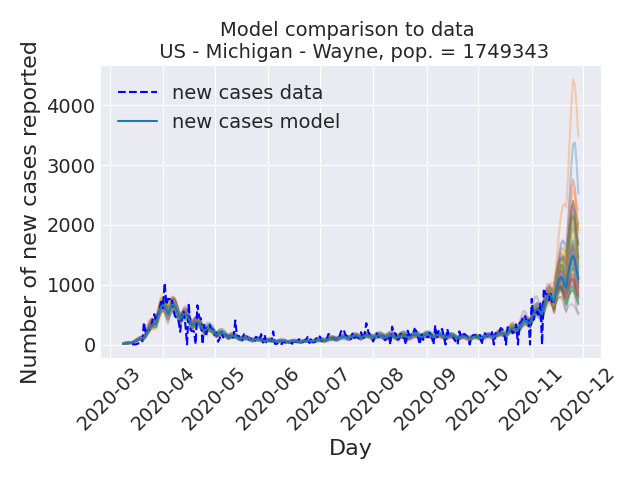 Model comparison to data
US - Michigan - Wayne, pop. = 1749343
Number of new cases reported
4000
3000
2000
1000
0
new cases data
new cases model
2020-03
2020-04
2020-05
2020-06
2020-07
2020-08
2020-09
2020-10
2020-11
2020-12
Day